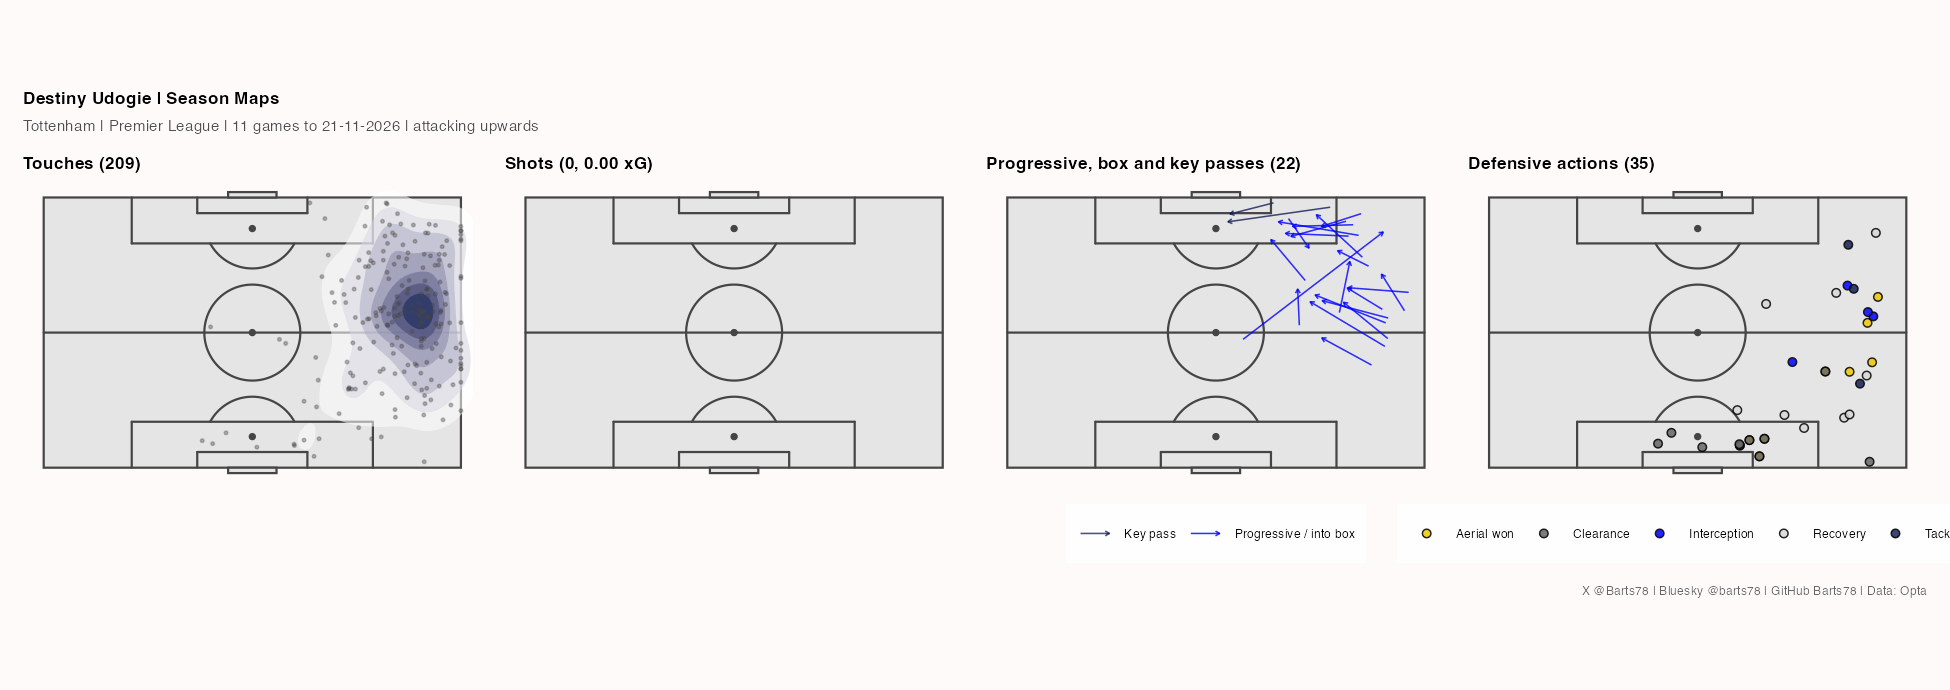 Destiny Udogie | Season Maps
Tottenham | Premier League | 11 games to 21-11-2026 | attacking upwards
Touches (209)
Shots (0, 0.00 xG)
Progressive, box and key passes (22)
Defensive actions (35)
Key pass
Progressive / into box
Aerial won
Clearance
Interception
Recovery
Tack
X @Barts78 | Bluesky @barts78 | GitHub Barts78 | Data: Opta